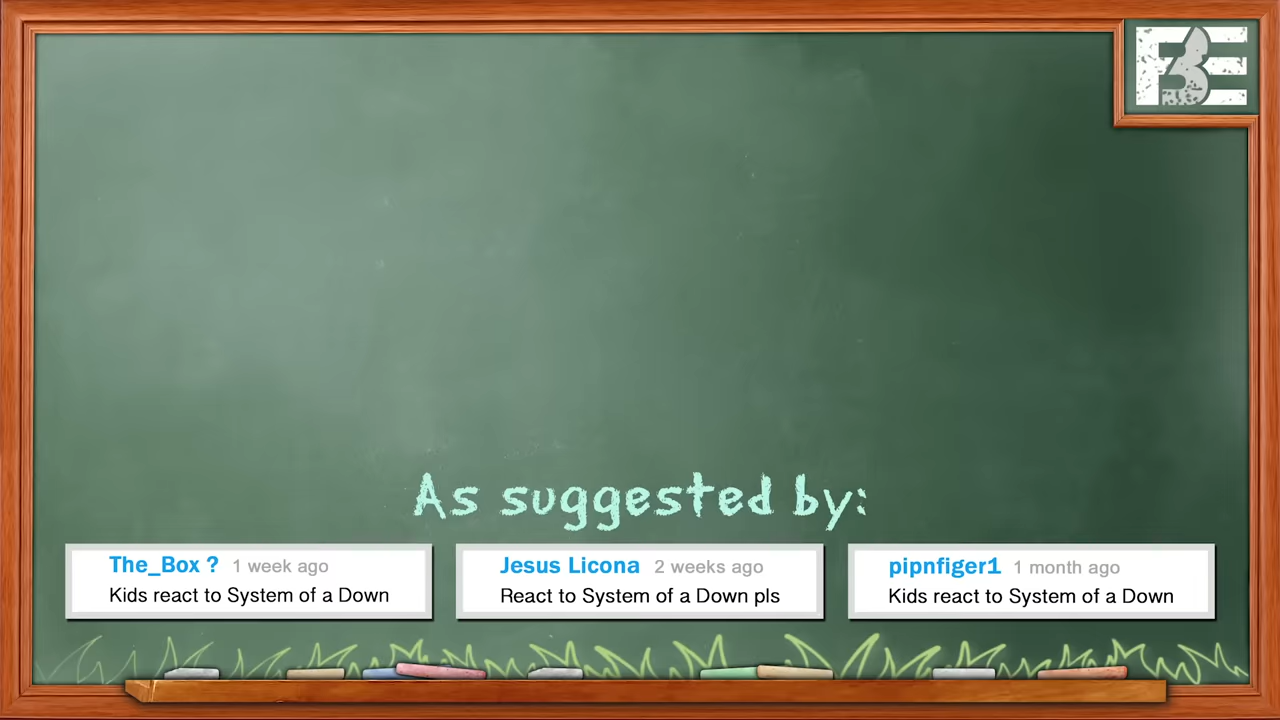 FBE
As suggested by:
The_Box ? 1 week ago
Kids react to System of a Down
Jesus Licona 2 weeks ago
React to System of a Down pls
pipnfiger1 1 month ago
Kids react to System of a Down